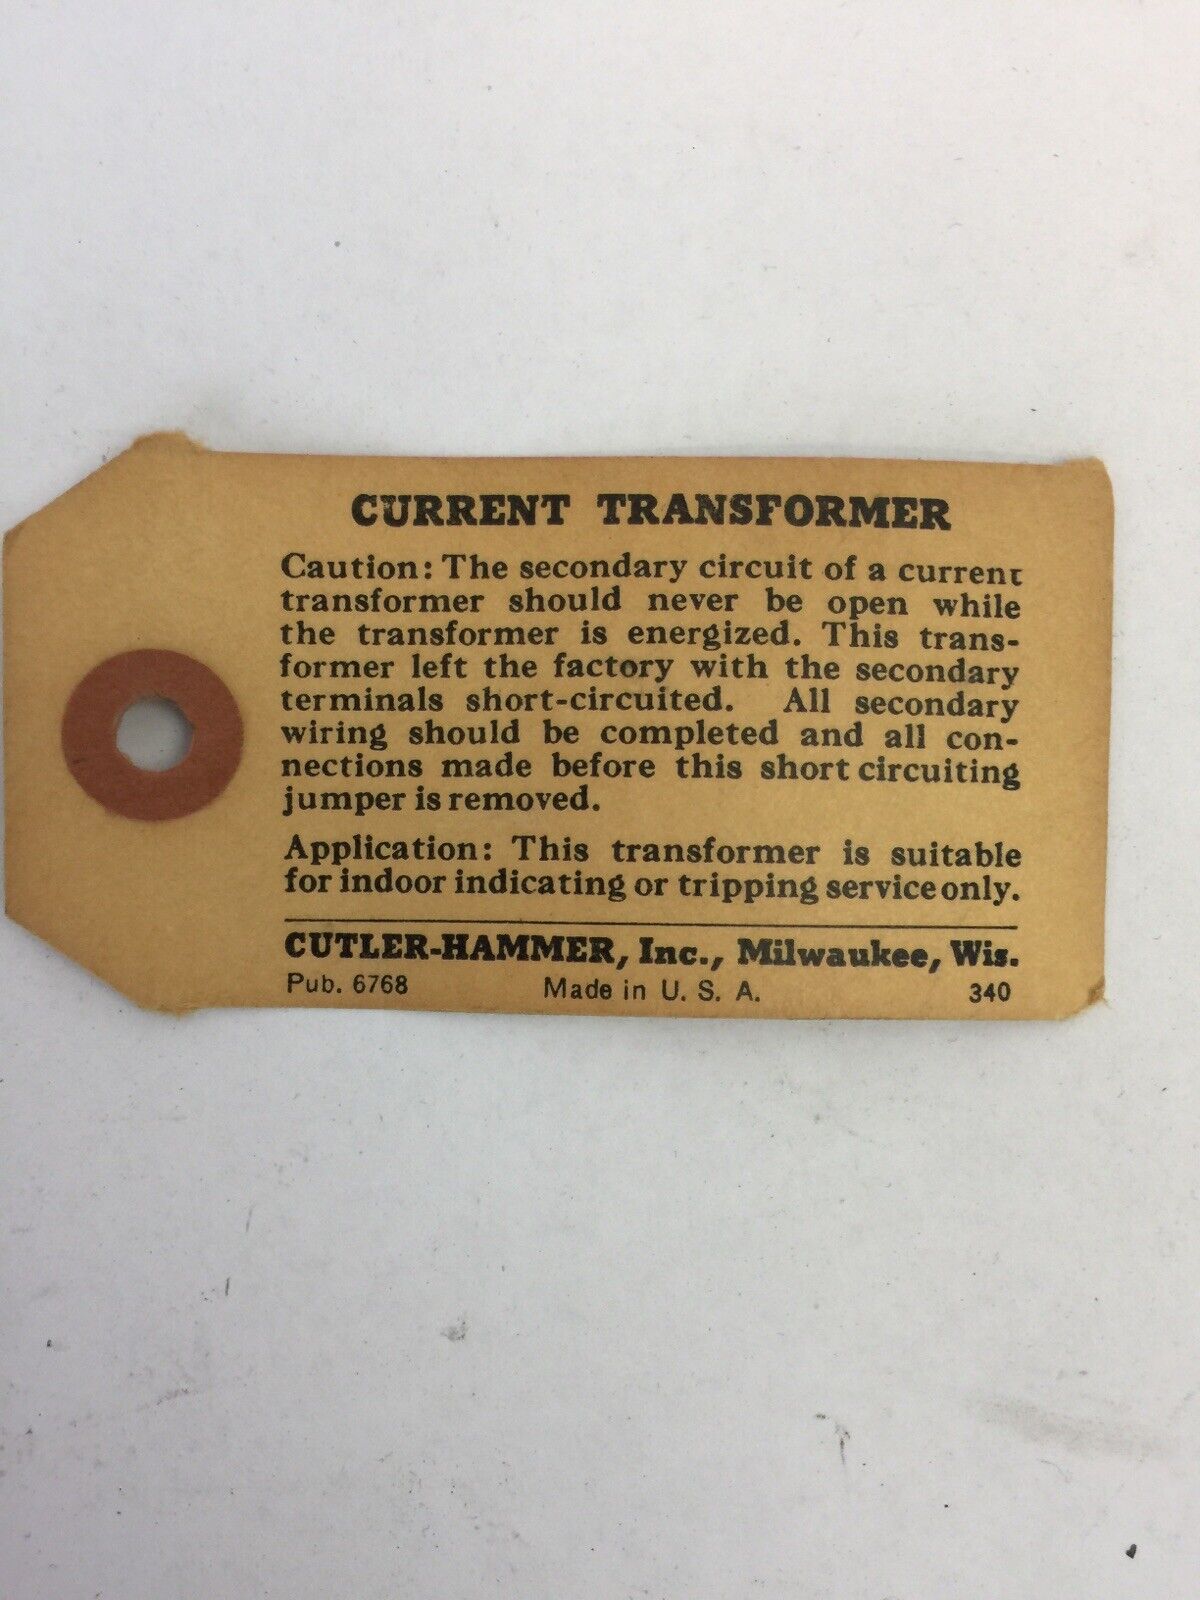 CURRENT TRANSFORMER
Caution: The secondary circuit of a current
transformer should never be open while
the transformer is energized. This trans-
former left the factory with the secondary
terminals short-circuited. All secondary
wiring should be completed and all con-
nections made before this short circuiting
jumper is removed.
Application: This transformer is suitable
for indoor indicating or tripping service only.
CUTLER-HAMMER, Inc., Milwaukee, Wis.
Pub. 6768 Made in U. S. A. 340